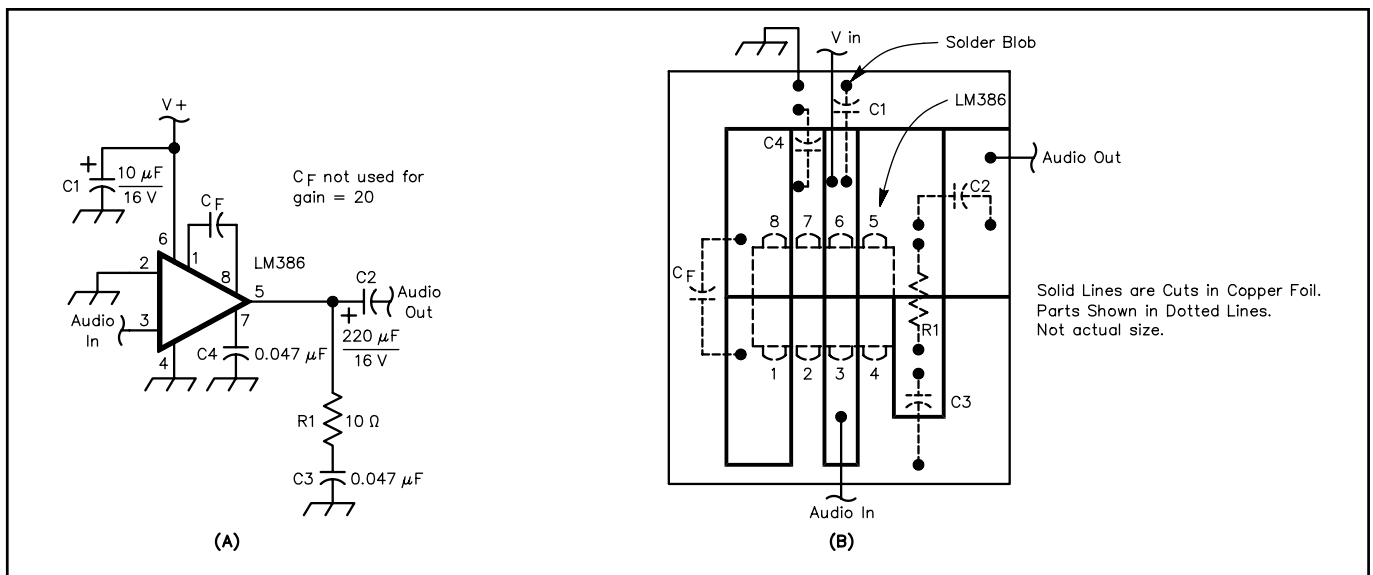 V+
+
C1
10 µF
16 V
CF not used for
gain = 20
CF
6
1
2
LM386
8
5
C2
Audio
Out
Audio
In
3
+
7
220 µF
16 V
4
C4
0.047 µF
R1
10 Ω
C3
0.047 µF
(A)
V in
Solder Blob
C1
LM386
C4
Audio Out
C2
8
7
6
5
CF
R1
Solid Lines are Cuts in Copper Foil.
Parts Shown in Dotted Lines.
Not actual size.
1
2
3
4
C3
Audio In
(B)